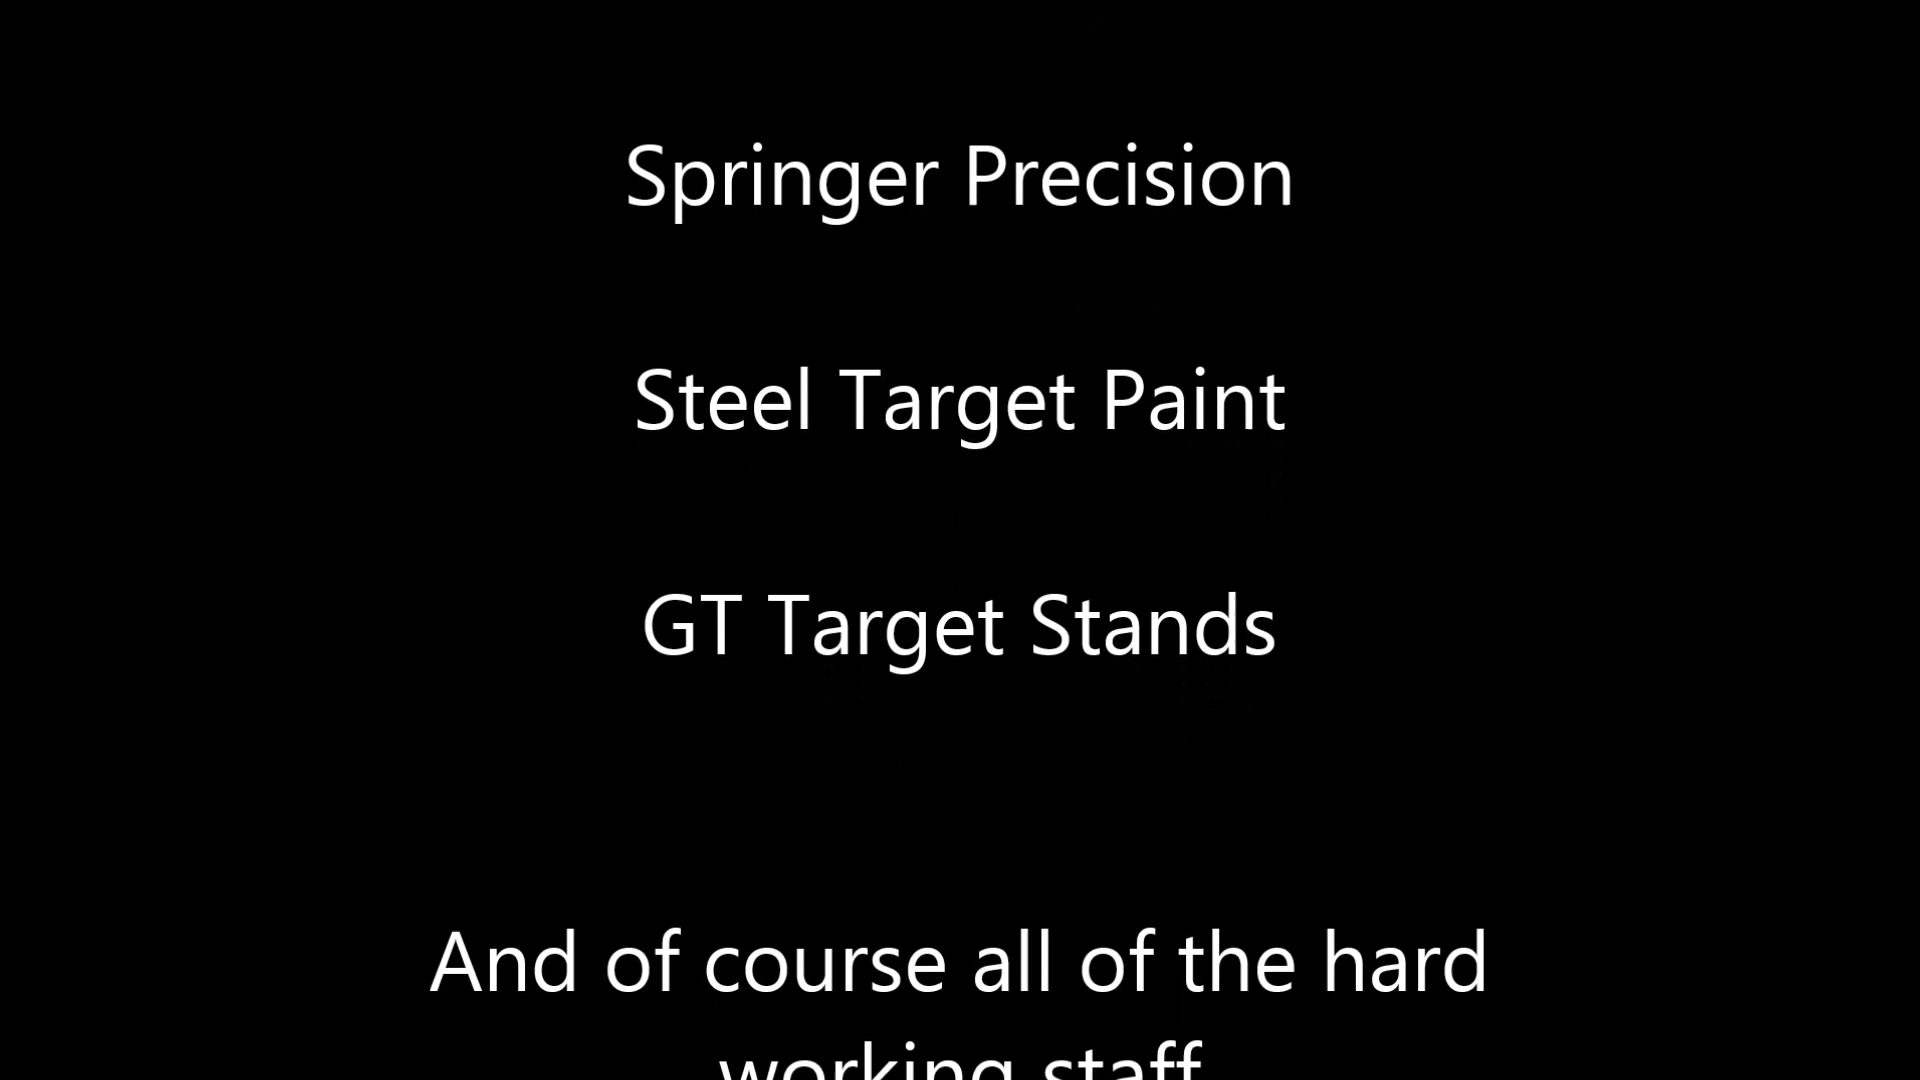 Springer Precision
Steel Target Paint
GT Target Stands
And of course all of the hard
working staff